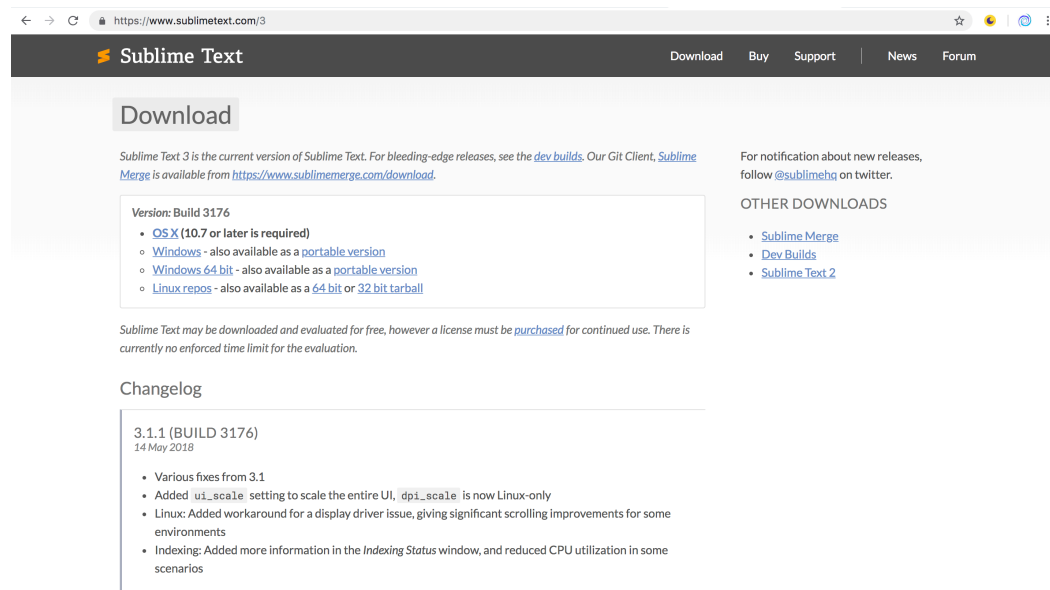 https://www.sublimetext.com/3
Sublime Text
Download Buy Support News Forum
Download
Sublime Text 3 is the current version of Sublime Text. For bleeding-edge releases, see the dev builds. Our Git Client, Sublime
Merge is available from https://www.sublimemerge.com/download.
Version: Build 3176
OS X (10.7 or later is required)
Windows - also available as a portable version
Windows 64 bit - also available as a portable version
Linux repos - also available as a 64 bit or 32 bit tarball
Sublime Text may be downloaded and evaluated for free, however a license must be purchased for continued use. There is
currently no enforced time limit for the evaluation.
Changelog
3.1.1 (BUILD 3176)
14 May 2018
Various fixes from 3.1
Added ui_scale setting to scale the entire UI, dpi_scale is now Linux-only
Linux: Added workaround for a display driver issue, giving significant scrolling improvements for some
environments
Indexing: Added more information in the Indexing Status window, and reduced CPU utilization in some
scenarios
For notification about new releases,
follow @sublimehq on twitter.
OTHER DOWNLOADS
Sublime Merge
Dev Builds
Sublime Text 2